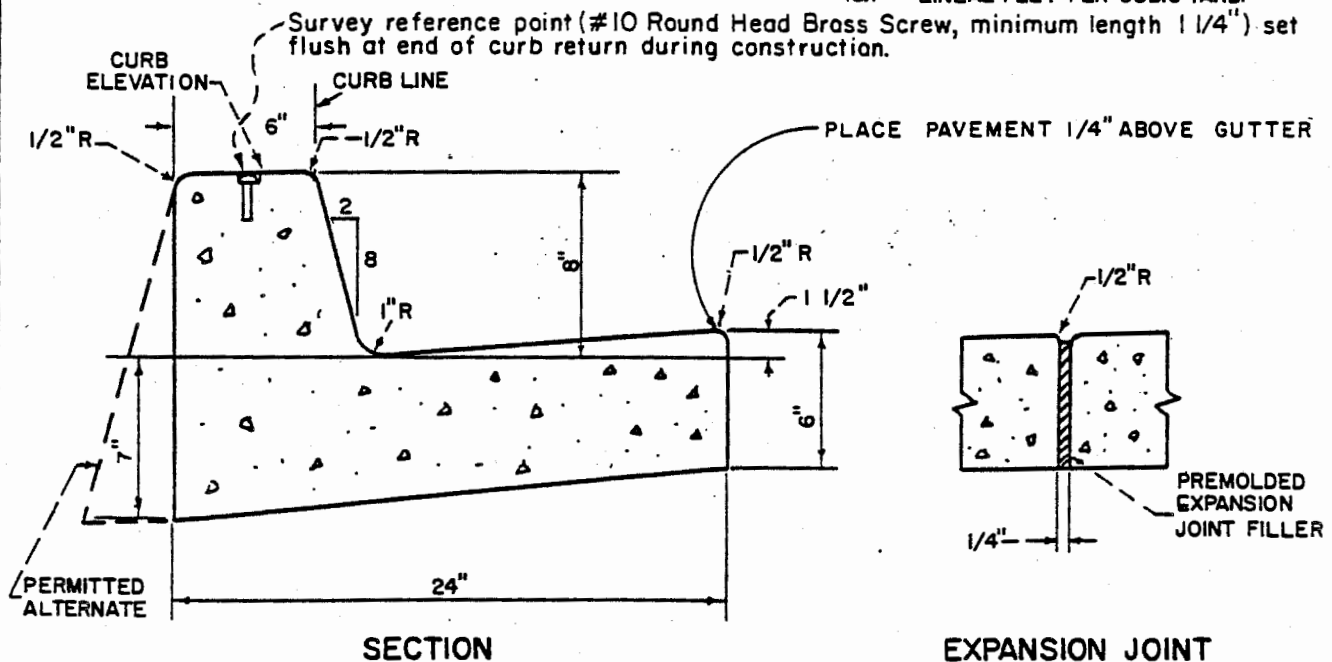 LINEAL FEET PER CUBIC YARD.
Survey reference point (#10 Round Head Brass Screw, minimum length 1 1/4") set
flush at end of curb return during construction.
CURB
ELEVATION
CURB LINE
6"
1/2" R
1/2" R
PLACE PAVEMENT 1/4" ABOVE GUTTER
2
8
8"
1" R
1/2" R
1 1/2"
1/2" R
7"
6"
PREMOLDED
EXPANSION
JOINT FILLER
1/4"
PERMITTED
ALTERNATE
24"
SECTION
EXPANSION JOINT